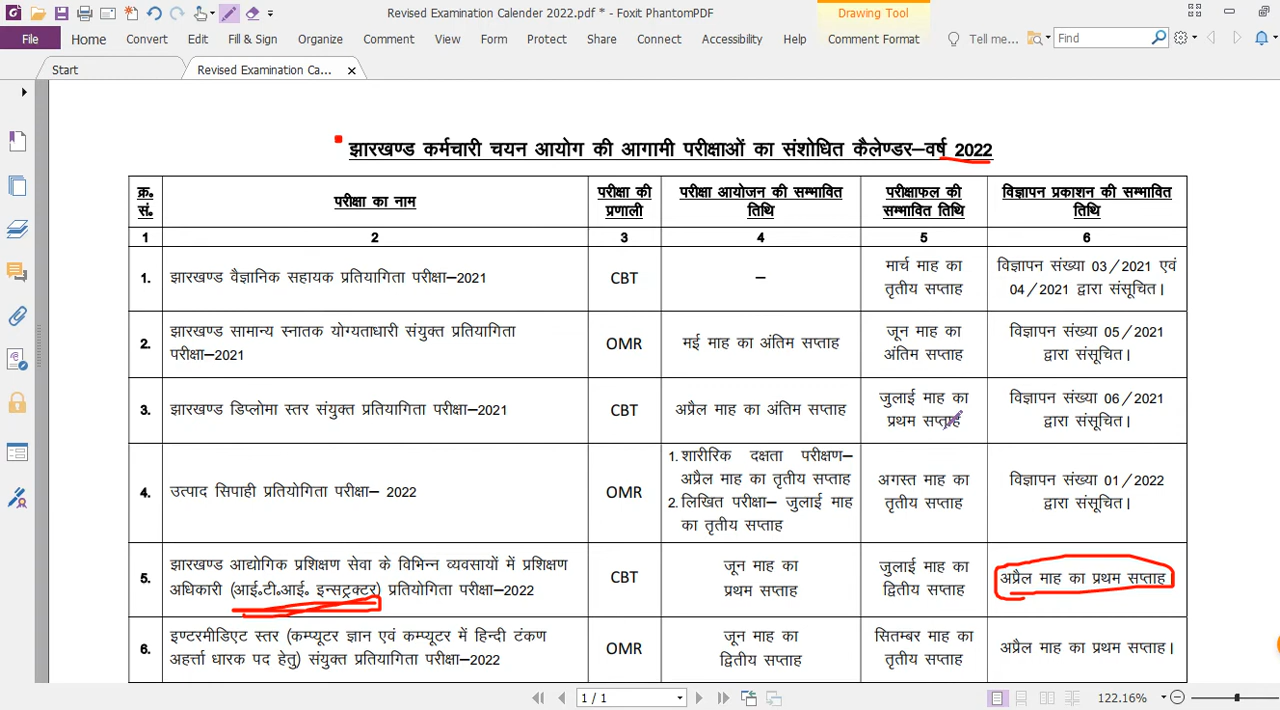 Revised Examination Calender 2022.pdf * - Foxit PhantomPDF
Drawing Tool
File Home Convert Edit Fill & Sign Organize Comment View Form Protect Share Connect Accessibility Help Comment Format Tell me... Find
Start Revised Examination Ca...
झारखण्ड कर्मचारी चयन आयोग की आगामी परीक्षाओं का संशोधित कैलेण्डर–वर्ष 2022
क्र. सं.
परीक्षा का नाम
परीक्षा की
प्रणाली
परीक्षा आयोजन की सम्भावित
तिथि
परीक्षाफल की
सम्भावित तिथि
विज्ञापन प्रकाशन की सम्भावित
तिथि
1 2 3 4 5 6
1.
झारखण्ड वैज्ञानिक सहायक प्रतियागिता परीक्षा–2021
CBT
–
मार्च माह का
तृतीय सप्ताह
विज्ञापन संख्या 03/2021 एवं
04/2021 द्वारा संसूचित।
2.
झारखण्ड सामान्य स्नातक योग्यताधारी संयुक्त प्रतियागिता
परीक्षा–2021
OMR
मई माह का अंतिम सप्ताह
जून माह का
अंतिम सप्ताह
विज्ञापन संख्या 05/2021
द्वारा संसूचित।
3.
झारखण्ड डिप्लोमा स्तर संयुक्त प्रतियागिता परीक्षा–2021
CBT
अप्रैल माह का अंतिम सप्ताह
जुलाई माह का
प्रथम सप्ताह
विज्ञापन संख्या 06/2021
द्वारा संसूचित।
4.
उत्पाद सिपाही प्रतियोगिता परीक्षा– 2022
OMR
1. शारीरिक दक्षता परीक्षण–
अप्रैल माह का तृतीय सप्ताह
2. लिखित परीक्षा– जुलाई माह
का तृतीय सप्ताह
अगस्त माह का
तृतीय सप्ताह
विज्ञापन संख्या 01/2022
द्वारा संसूचित।
5.
झारखण्ड आद्योगिक प्रशिक्षण सेवा के विभिन्न व्यवसायों में प्रशिक्षण
अधिकारी (आई॰टी॰आई॰ इन्सट्रक्टर) प्रतियोगिता परीक्षा–2022
CBT
जून माह का
प्रथम सप्ताह
जुलाई माह का
द्वितीय सप्ताह
अप्रैल माह का प्रथम सप्ताह
6.
इण्टरमीडिएट स्तर (कम्प्यूटर ज्ञान एवं कम्प्यूटर में हिन्दी टंकण
अहर्त्ता धारक पद हेतु) संयुक्त प्रतियागिता परीक्षा–2022
OMR
जून माह का
द्वितीय सप्ताह
सितम्बर माह का
तृतीय सप्ताह
अप्रैल माह का प्रथम सप्ताह।
1 / 1
122.16%